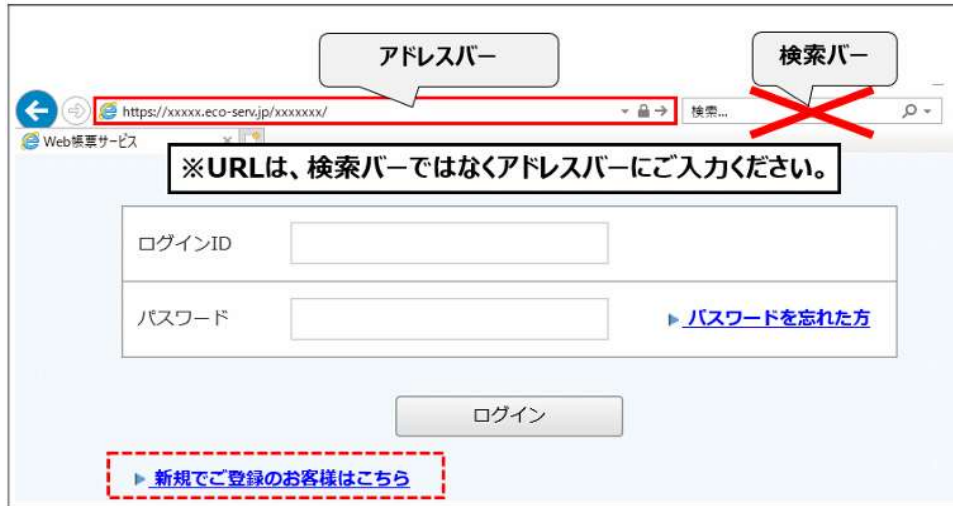 アドレスバー
検索バー
https://xxxxx.eco-serv.jp/xxxxxxx/
検索...
Web帳票サービス
※URLは、検索バーではなくアドレスバーにご入力ください。
ログインID
パスワード
パスワードを忘れた方
ログイン
新規でご登録のお客様はこちら